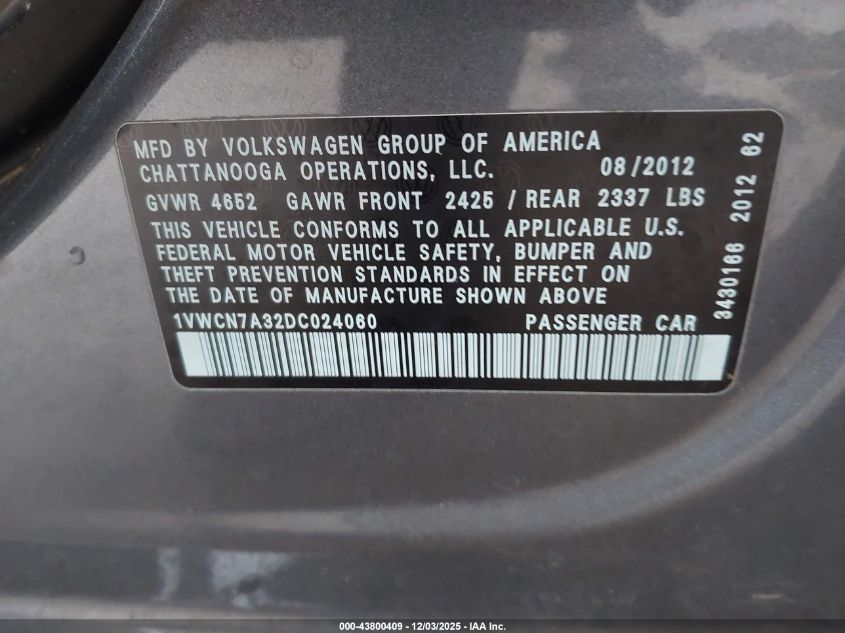 MFD BY VOLKSWAGEN GROUP OF AMERICA
CHATTANOOGA OPERATIONS, LLC. 08/2012
GVWR 4652 GAWR FRONT 2425 / REAR 2337 LBS
THIS VEHICLE CONFORMS TO ALL APPLICABLE U.S.
FEDERAL MOTOR VEHICLE SAFETY, BUMPER AND
THEFT PREVENTION STANDARDS IN EFFECT ON
THE DATE OF MANUFACTURE SHOWN ABOVE
1VWCN7A32DC024060 PASSENGER CAR
3430166 2012 62
000-43800409 - 12/03/2025 - IAA Inc.